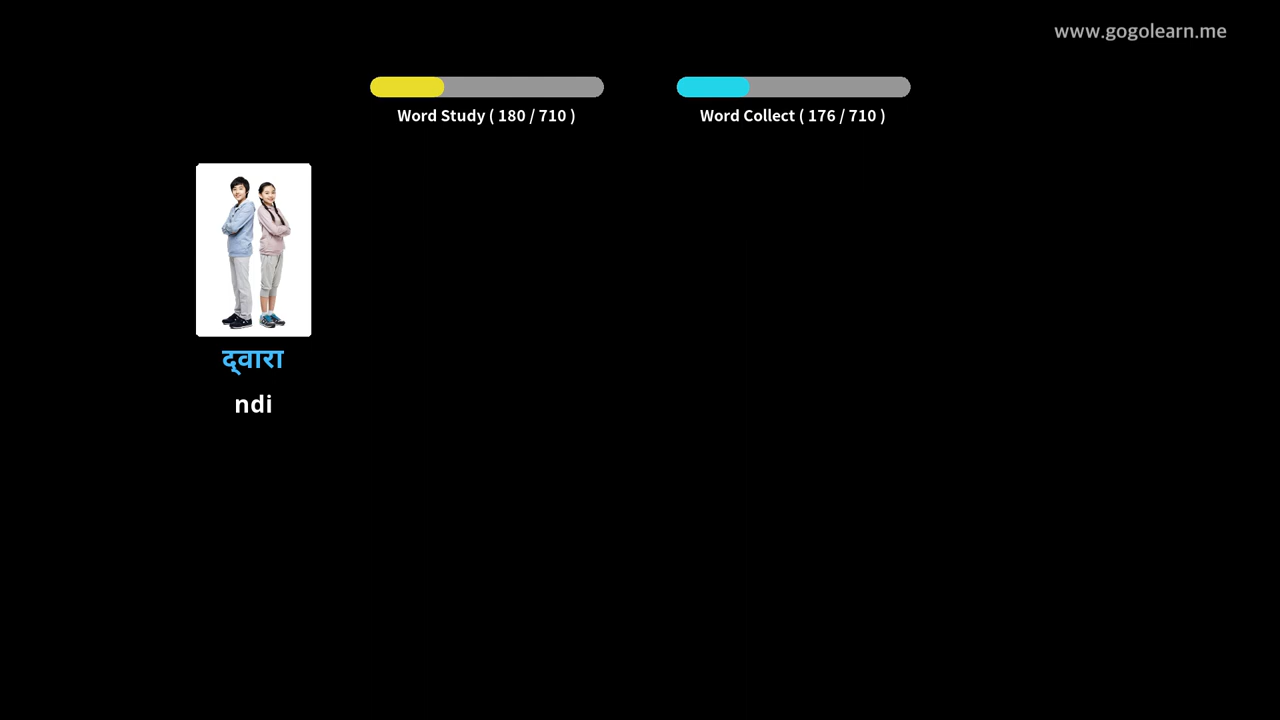 www.gogolearn.me
Word Study ( 180 / 710 )
Word Collect ( 176 / 710 )
द्वारा
ndi